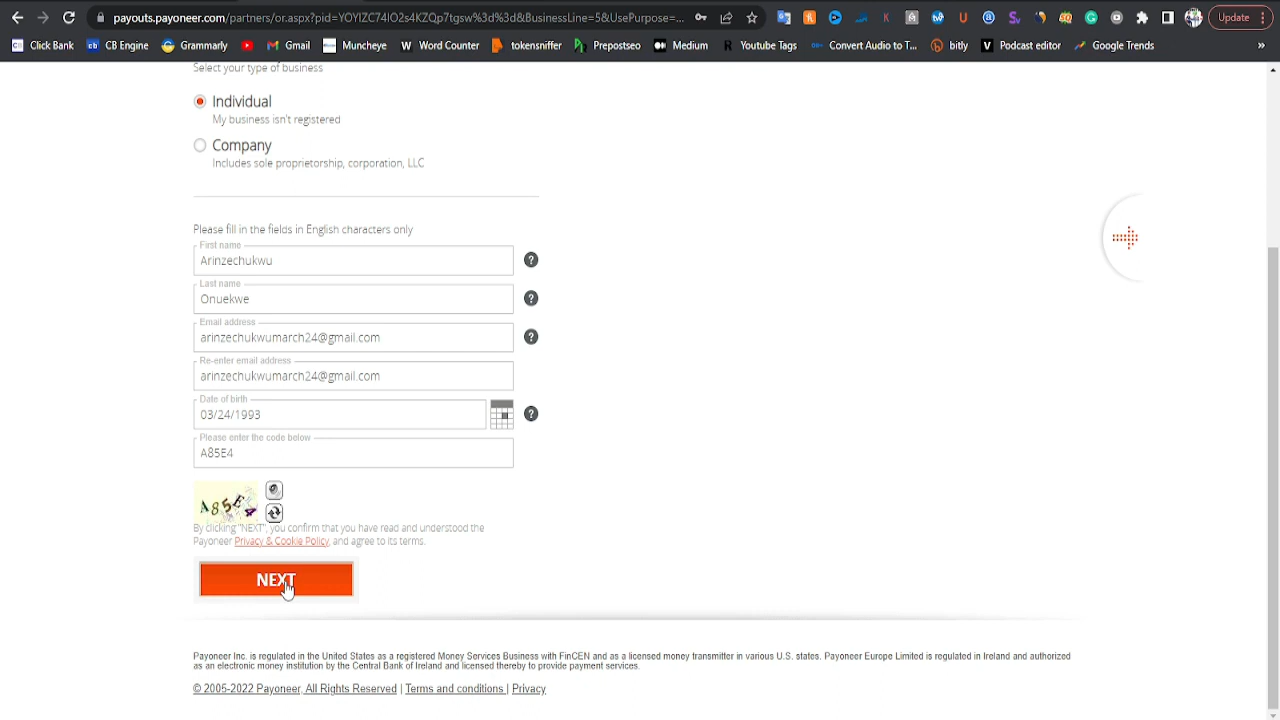 payouts.payoneer.com/partners/or.aspx?pid=YOYIZC74IO2s4KZQp7tgsw%3d%3d&BusinessLine=5&UsePurpose=...
Update
Click Bank
CB Engine
Grammarly
Gmail
Muncheye
Word Counter
tokensniffer
Prepostseo
Medium
Youtube Tags
Convert Audio to T...
bitly
Podcast editor
Google Trends
»
Select your type of business
Individual
My business isn't registered
Company
Includes sole proprietorship, corporation, LLC
Please fill in the fields in English characters only
First name
Arinzechukwu
Last name
Onuekwe
Email address
arinzechukwumarch24@gmail.com
Re-enter email address
arinzechukwumarch24@gmail.com
Date of birth
03/24/1993
Please enter the code below
A85E4
A85E4
By clicking "NEXT", you confirm that you have read and understood the
Payoneer Privacy & Cookie Policy, and agree to its terms.
NEXT
Payoneer Inc. is regulated in the United States as a registered Money Services Business with FinCEN and as a licensed money transmitter in various U.S. states. Payoneer Europe Limited is regulated in Ireland and authorized
as an electronic money institution by the Central Bank of Ireland and licensed thereby to provide payment services.
© 2005-2022 Payoneer, All Rights Reserved | Terms and conditions | Privacy